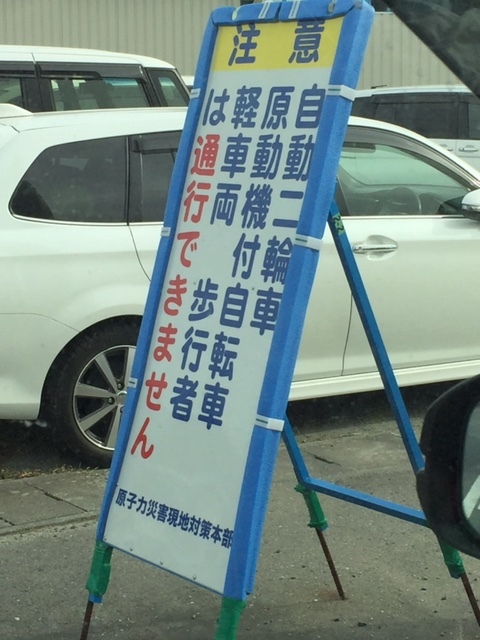 注意
自動二輪車
原動機付自転車
軽車両 歩行者
は通行できません
原子力災害現地対策本部